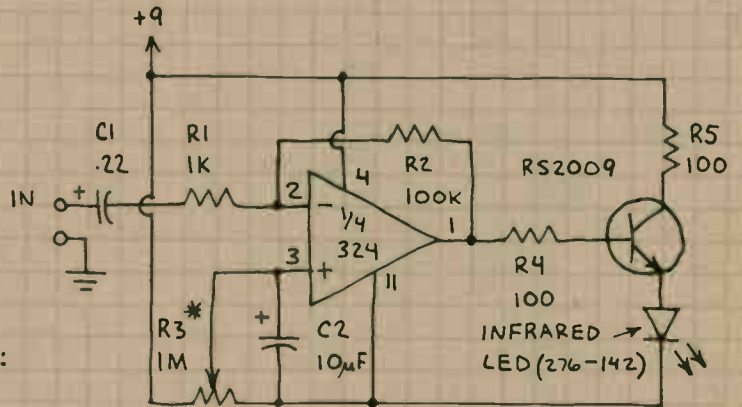 +9
C1
.22
R1
1K
R2
100K
RS2009
R5
100
IN
+
2
-
4
1/4
324
1
3
+
11
R4
100
R3*
1M
+
C2
10µF
INFRARED
LED (276-142)
: